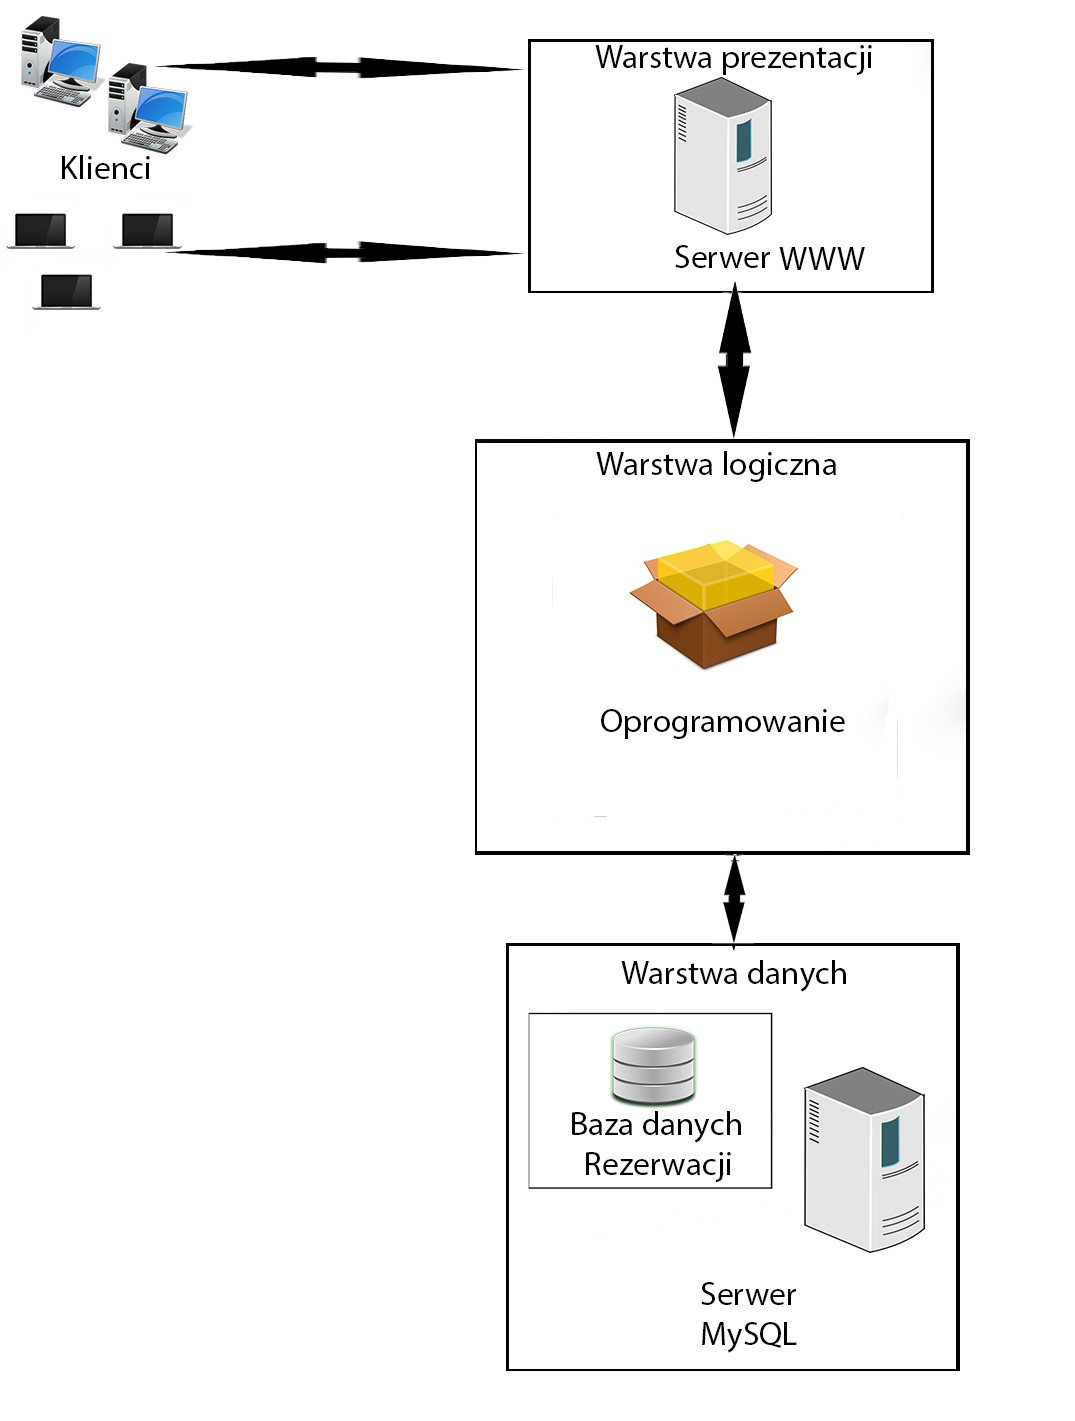 Klienci
Warstwa prezentacji
Serwer WWW
Warstwa logiczna
Oprogramowanie
Warstwa danych
Baza danych
Rezerwacji
Serwer
MySQL